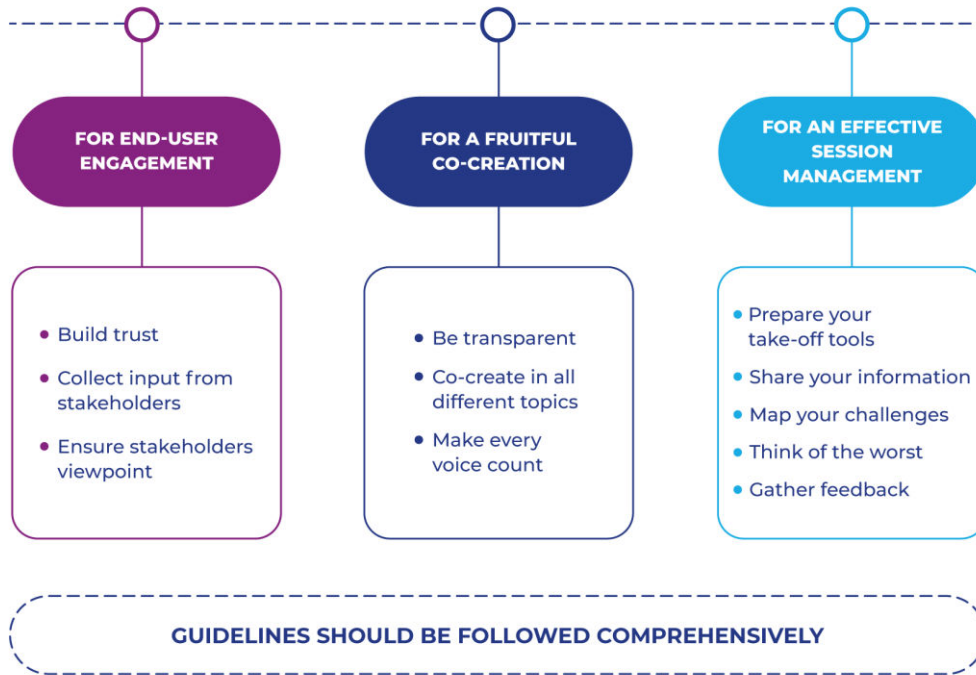 FOR END-USER
ENGAGEMENT
Build trust
Collect input from
stakeholders
Ensure stakeholders
viewpoint
FOR A FRUITFUL
CO-CREATION
Be transparent
Co-create in all
different topics
Make every
voice count
FOR AN EFFECTIVE
SESSION
MANAGEMENT
Prepare your
take-off tools
Share your information
Map your challenges
Think of the worst
Gather feedback
GUIDELINES SHOULD BE FOLLOWED COMPREHENSIVELY